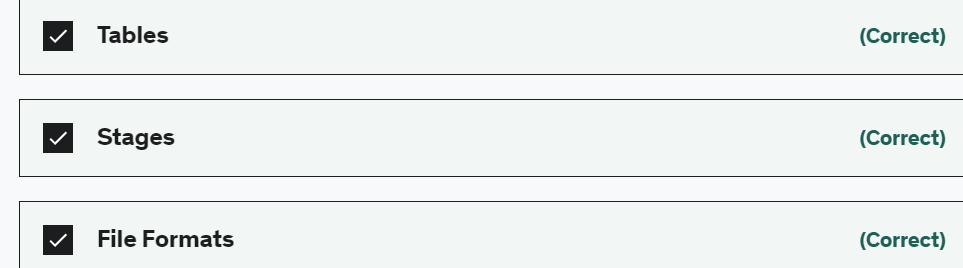 Tables (Correct)
Stages (Correct)
File Formats (Correct)